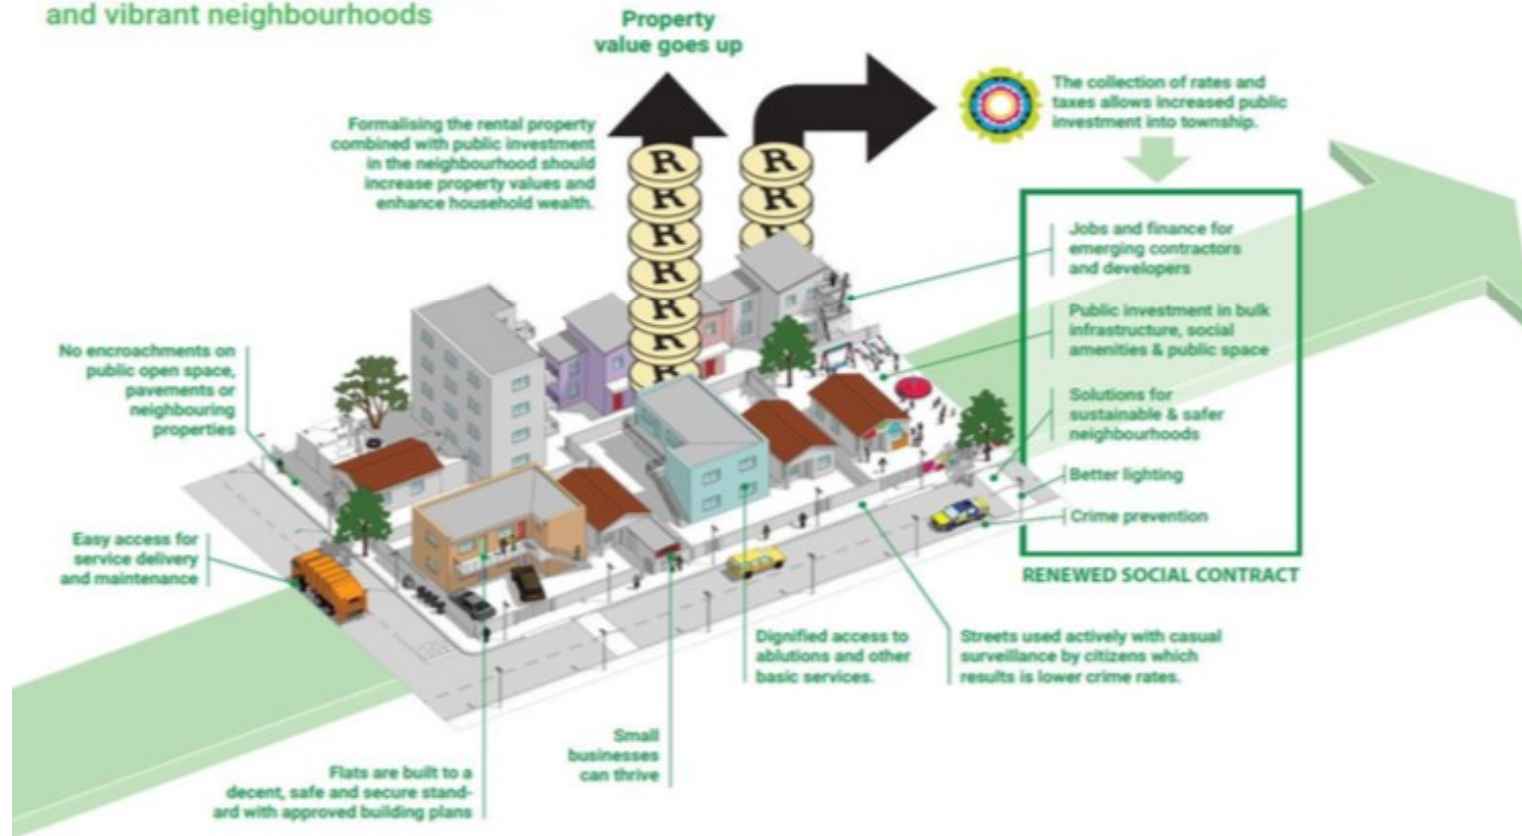 and vibrant neighbourhoods
Property
value goes up
The collection of rates and
taxes allows increased public
investment into township.
Formalising the rental property
combined with public investment
in the neighbourhood should
increase property values and
enhance household wealth.
R
R
R
R
R
R
R
R
R
R
Jobs and finance for
emerging contractors
and developers
Public investment in bulk
infrastructure, social
amenities & public space
Solutions for
sustainable & safer
neighbourhoods
Better lighting
Crime prevention
RENEWED SOCIAL CONTRACT
No encroachments on
public open space,
pavements or
neighbouring
properties
Easy access for
service delivery
and maintenance
Dignified access to
ablutions and other
basic services.
Streets used actively with casual
surveillance by citizens which
results is lower crime rates.
Small
businesses
can thrive
Flats are built to a
decent, safe and secure stand-
ard with approved building plans